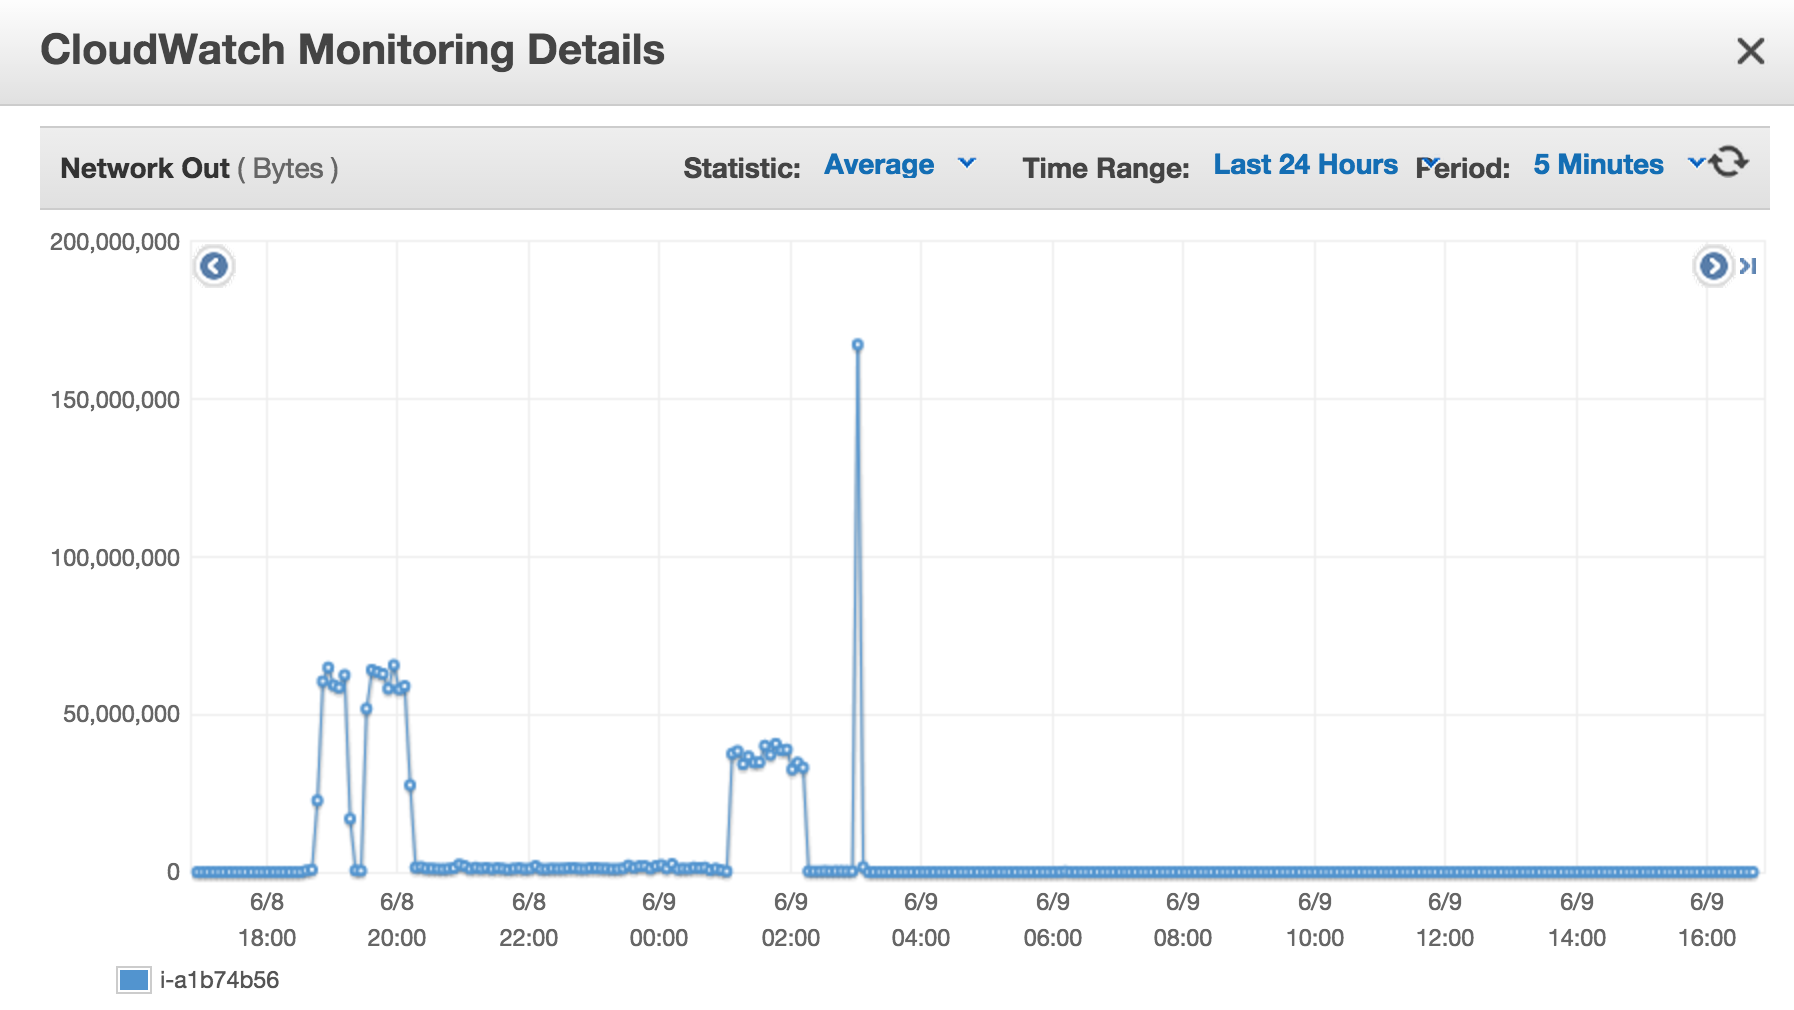 CloudWatch Monitoring Details
Network Out ( Bytes ) Statistic: Average Time Range: Last 24 Hours Period: 5 Minutes
200,000,000
150,000,000
100,000,000
50,000,000
0
6/8 6/8 6/8 6/9 6/9 6/9 6/9 6/9 6/9 6/9 6/9 6/9
18:00 20:00 22:00 00:00 02:00 04:00 06:00 08:00 10:00 12:00 14:00 16:00
i-a1b74b56